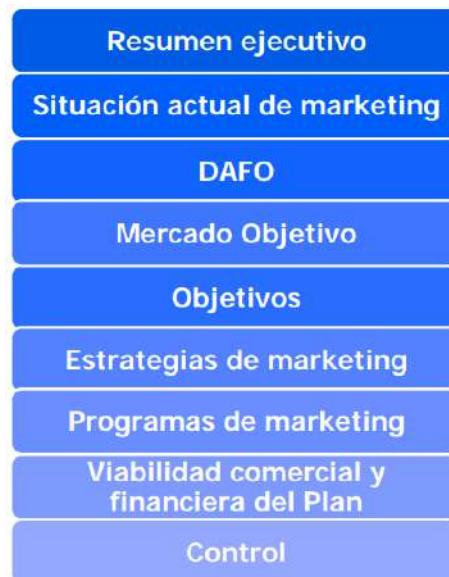 Resumen ejecutivo
Situación actual de marketing
DAFO
Mercado Objetivo
Objetivos
Estrategias de marketing
Programas de marketing
Viabilidad comercial y
financiera del Plan
Control